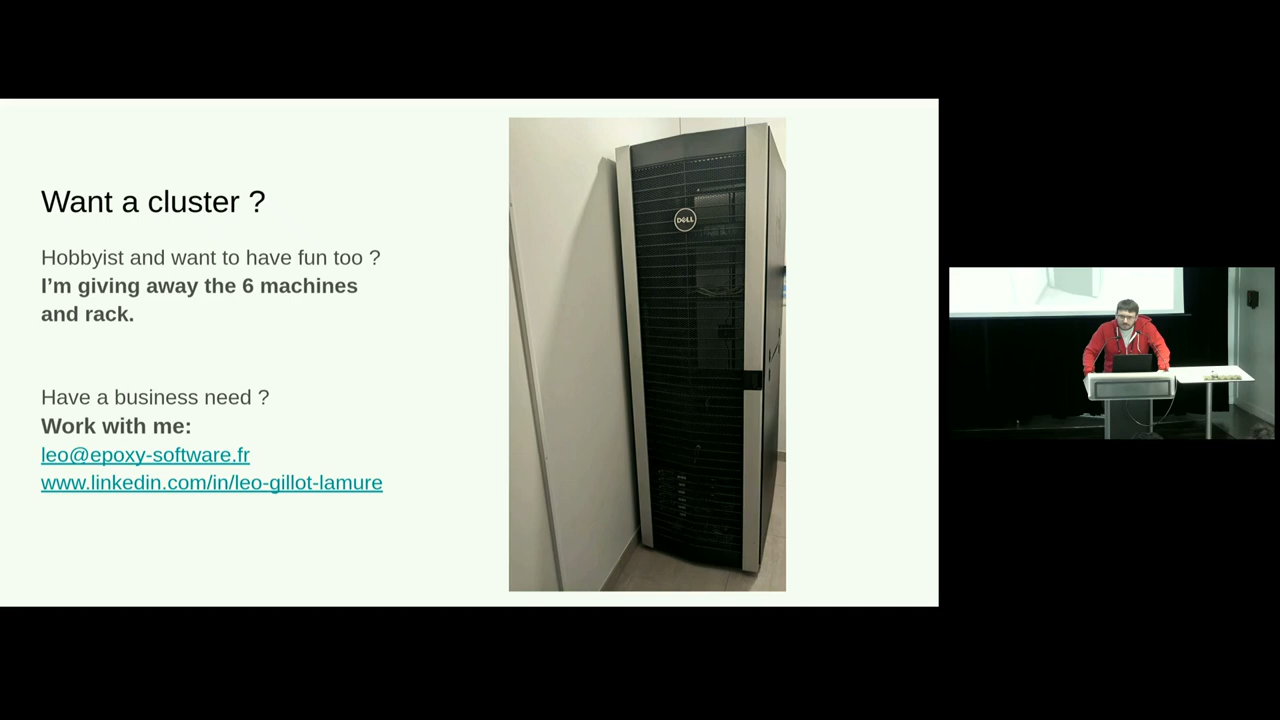 Want a cluster ?
Hobbyist and want to have fun too ?
I'm giving away the 6 machines
and rack.
Have a business need ?
Work with me:
leo@epoxy-software.fr
www.linkedin.com/in/leo-gillot-lamure
DELL